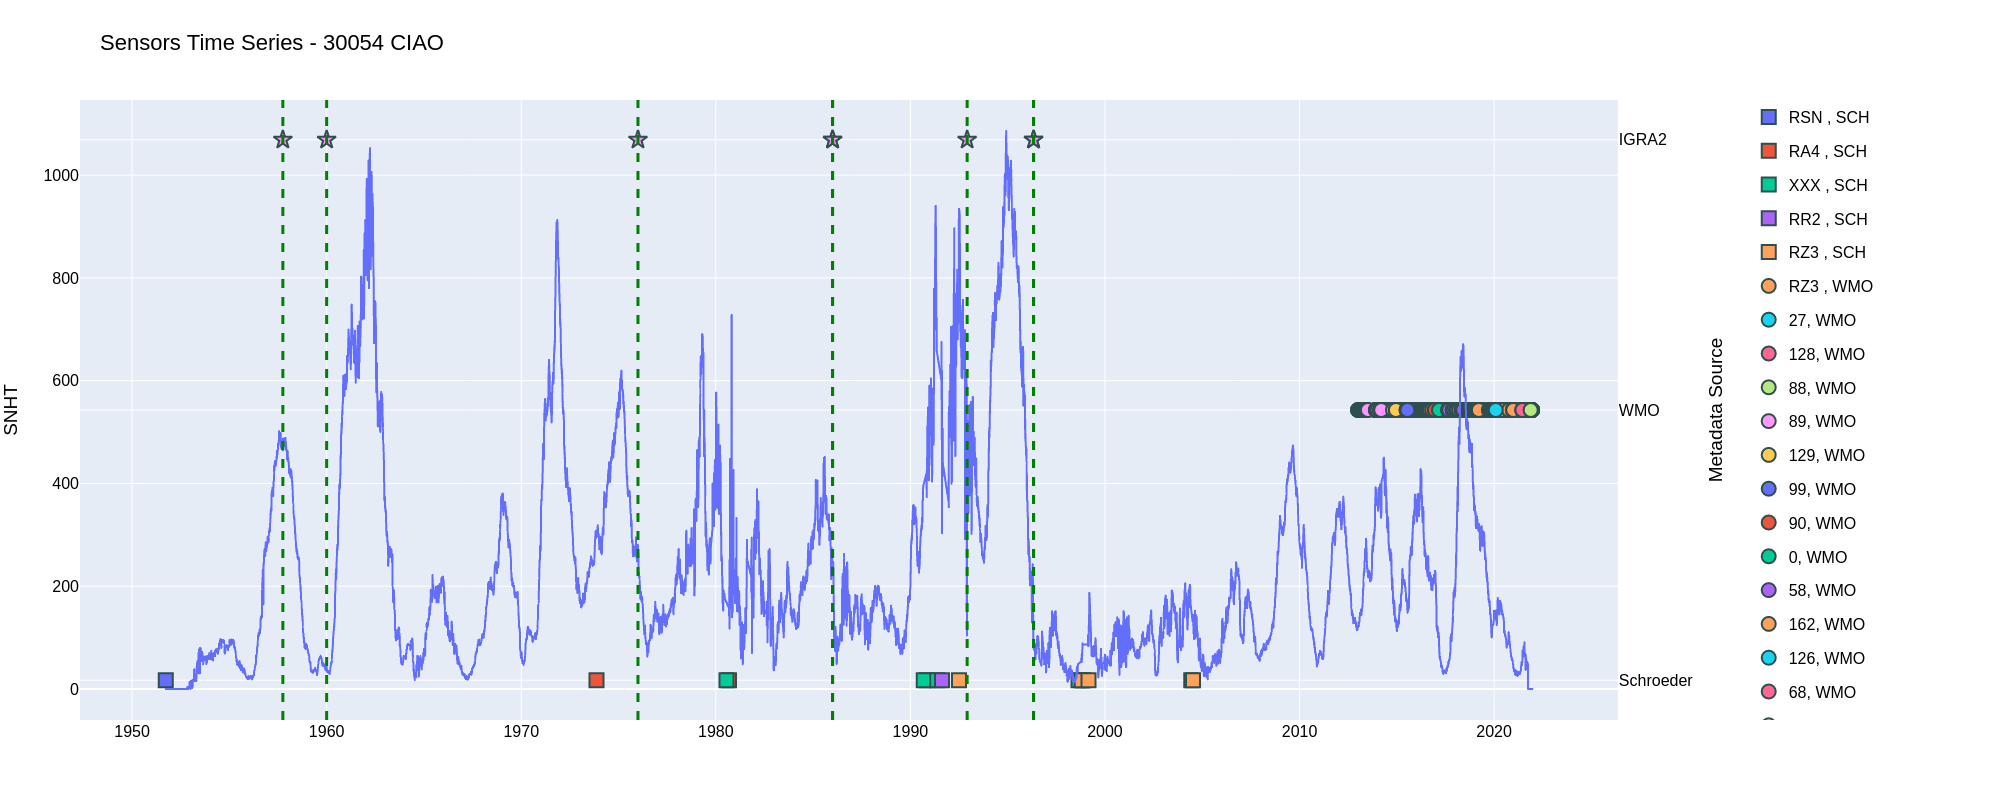 Sensors Time Series - 30054 CIAO
SNHT
1000
800
600
400
200
0
1950
1960
1970
1980
1990
2000
2010
2020
IGRA2
WMO
Schroeder
Metadata Source
RSN , SCH
RA4 , SCH
XXX , SCH
RR2 , SCH
RZ3 , SCH
RZ3 , WMO
27, WMO
128, WMO
88, WMO
89, WMO
129, WMO
99, WMO
90, WMO
0, WMO
58, WMO
162, WMO
126, WMO
68, WMO